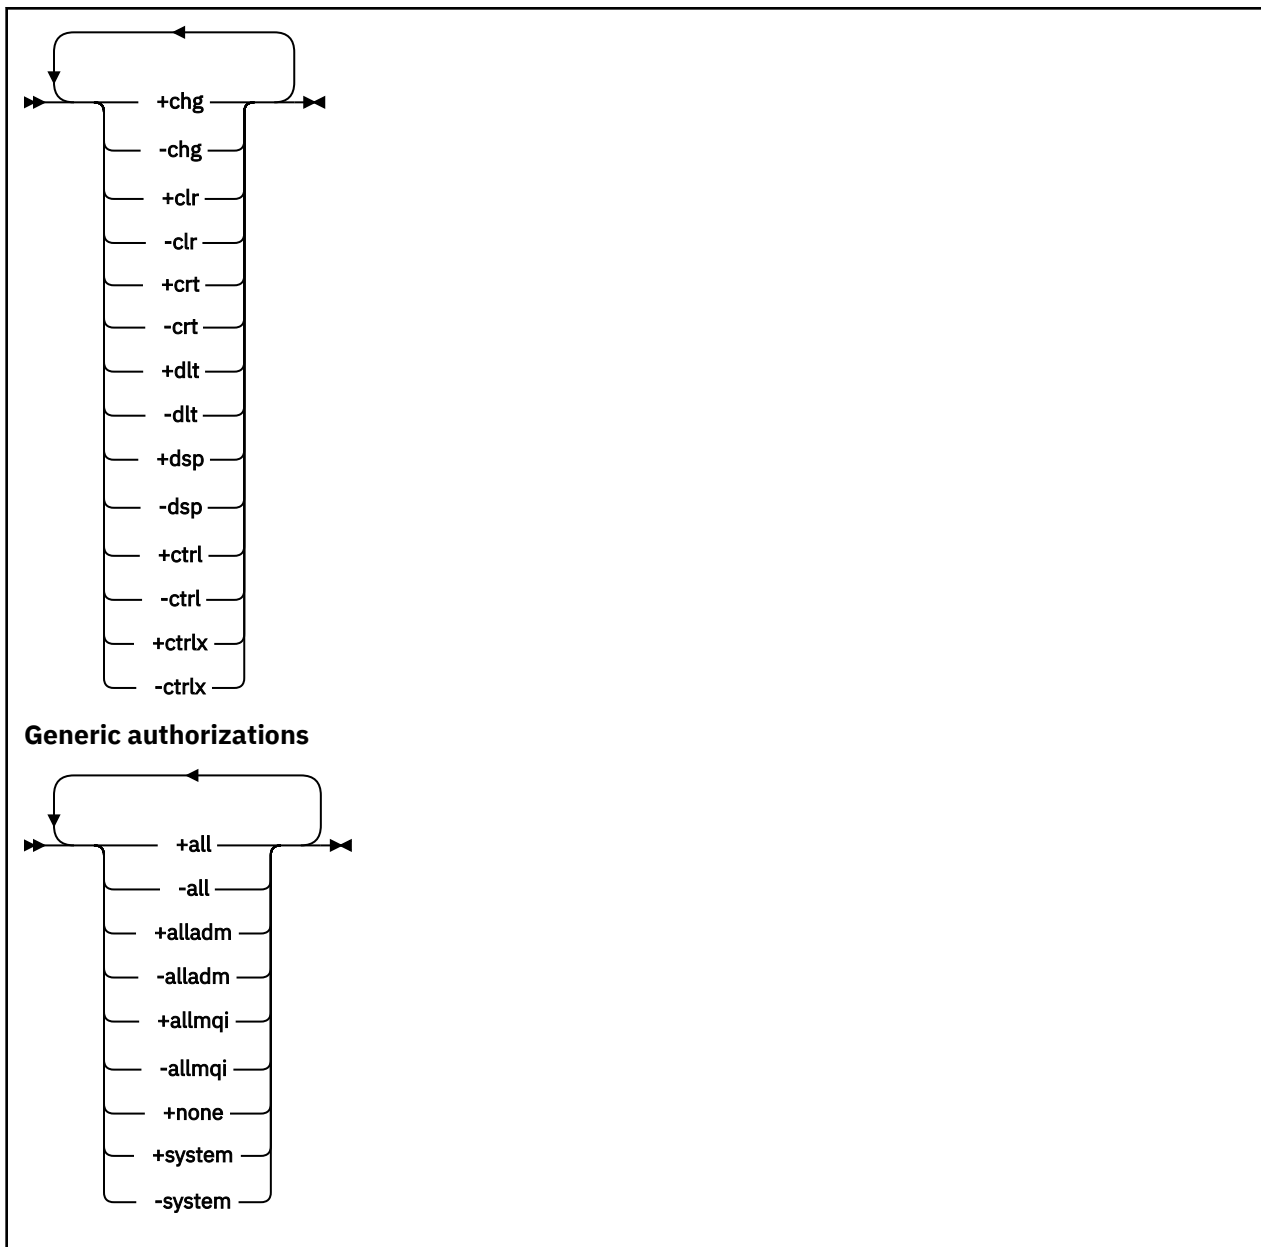 +chg
-chg
+clr
-clr
+crt
-crt
+dlt
-dlt
+dsp
-dsp
+ctrl
-ctrl
+ctrlx
-ctrlx
Generic authorizations
+all
-all
+alladm
-alladm
+allmqi
-allmqi
+none
+system
-system